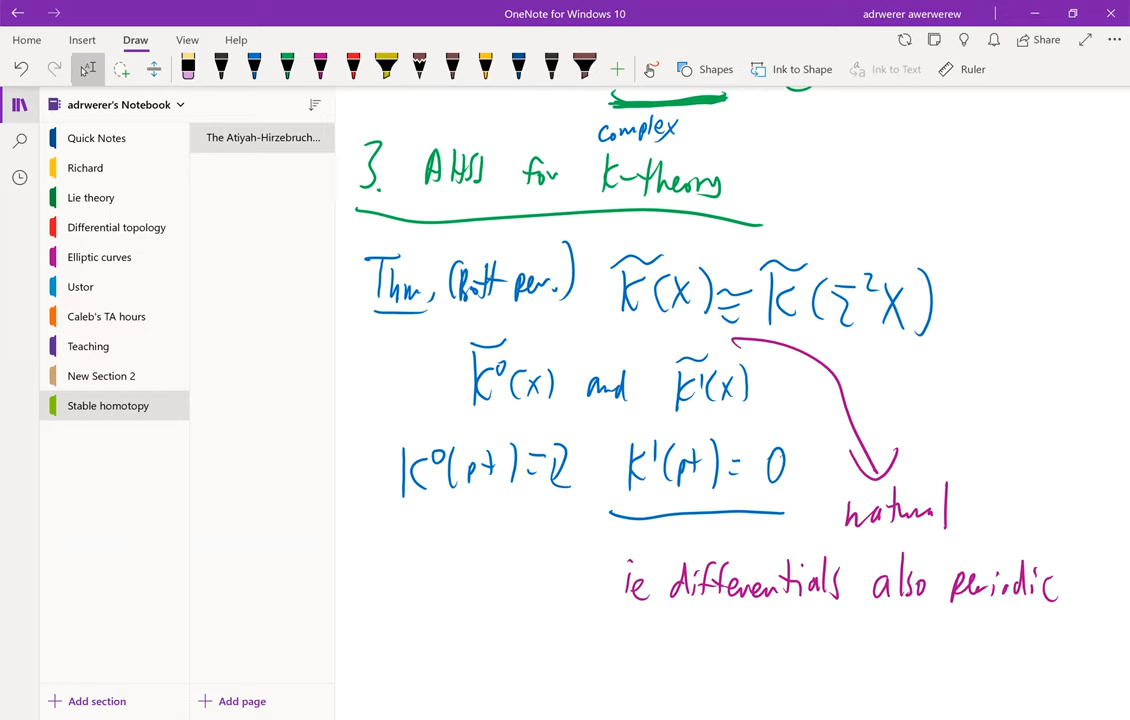 OneNote for Windows 10
adrwerer awerwerew
Home Insert Draw View Help
Share
Shapes
Ink to Shape
Ink to Text
Ruler
adrwerer's Notebook
Quick Notes
Richard
Lie theory
Differential topology
Elliptic curves
Ustor
Caleb's TA hours
Teaching
New Section 2
Stable homotopy
Add section
The Atiyah-Hirzebruch...
Add page
complex
3. AHSS for K-theory
Thm. (Bott per.) K̃(X) ≅ K̃(Σ²X)
K̃⁰(X) and K̃¹(X)
K⁰(pt) = Z K¹(pt) = 0
natural
ie differentials also periodic